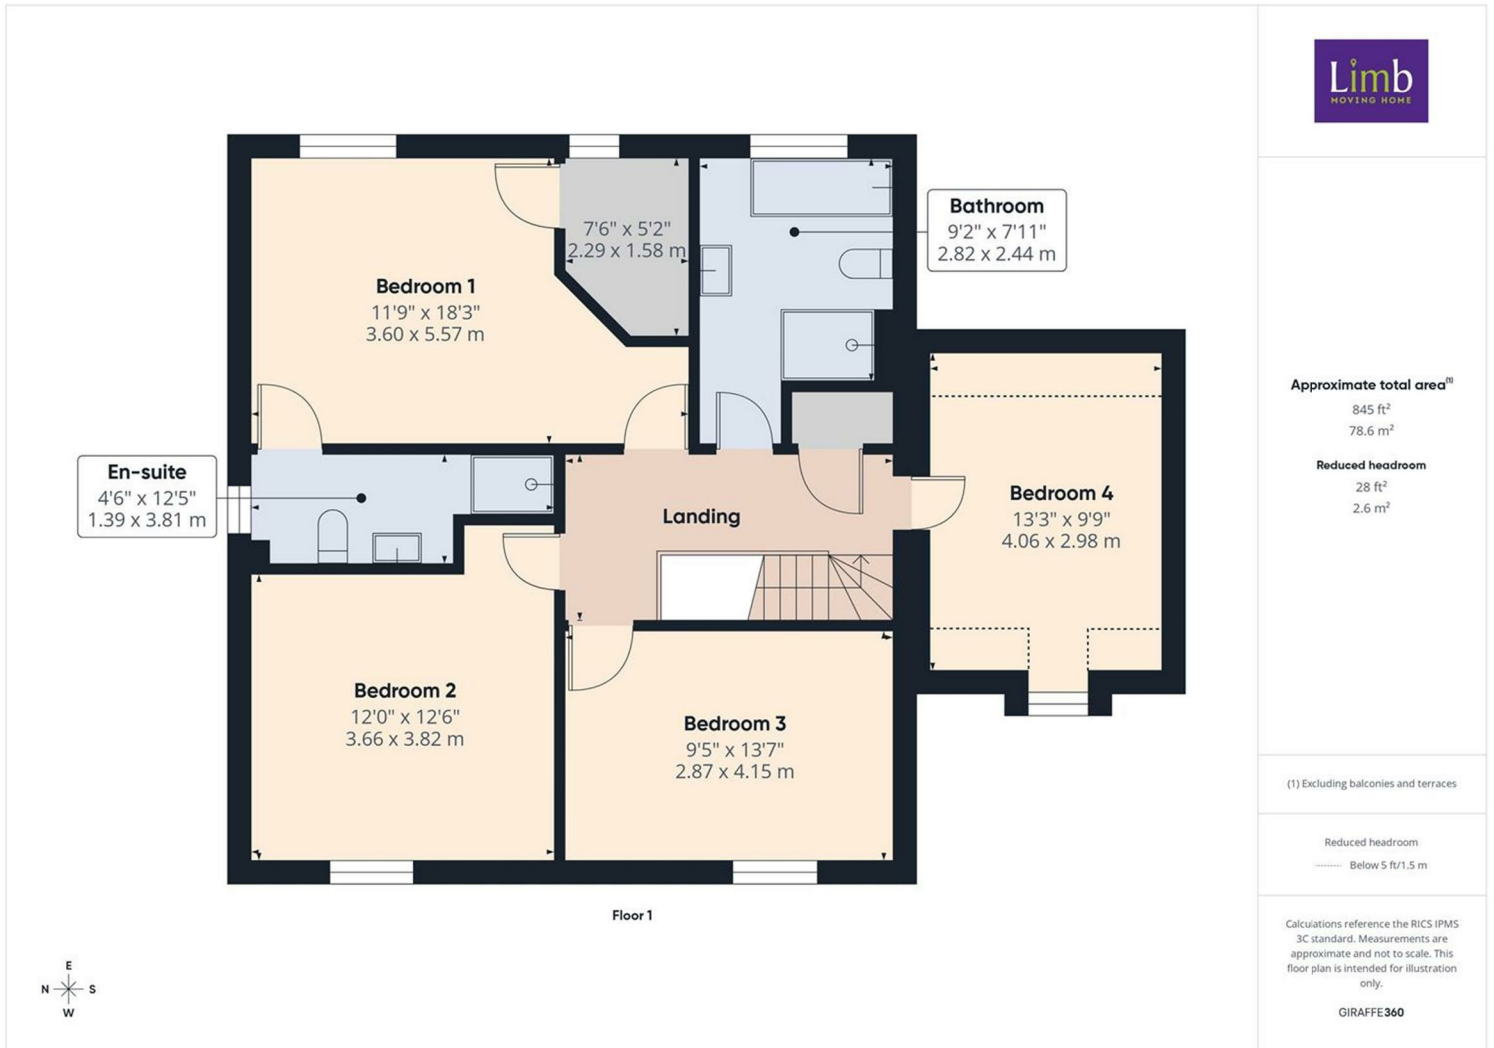 Limb
MOVING HOME
Bathroom
9'2" x 7'11"
2.82 x 2.44 m
7'6" x 5'2"
2.29 x 1.58 m
Bedroom 1
11'9" x 18'3"
3.60 x 5.57 m
En-suite
4'6" x 12'5"
1.39 x 3.81 m
Landing
Bedroom 4
13'3" x 9'9"
4.06 x 2.98 m
Bedroom 2
12'0" x 12'6"
3.66 x 3.82 m
Bedroom 3
9'5" x 13'7"
2.87 x 4.15 m
Floor 1
E
N S
W
Approximate total area(1)
845 ft²
78.6 m²
Reduced headroom
28 ft²
2.6 m²
(1) Excluding balconies and terraces
Reduced headroom
Below 5 ft/1.5 m
Calculations reference the RICS IPMS
3C standard. Measurements are
approximate and not to scale. This
floor plan is intended for illustration
only.
GIRAFFE360